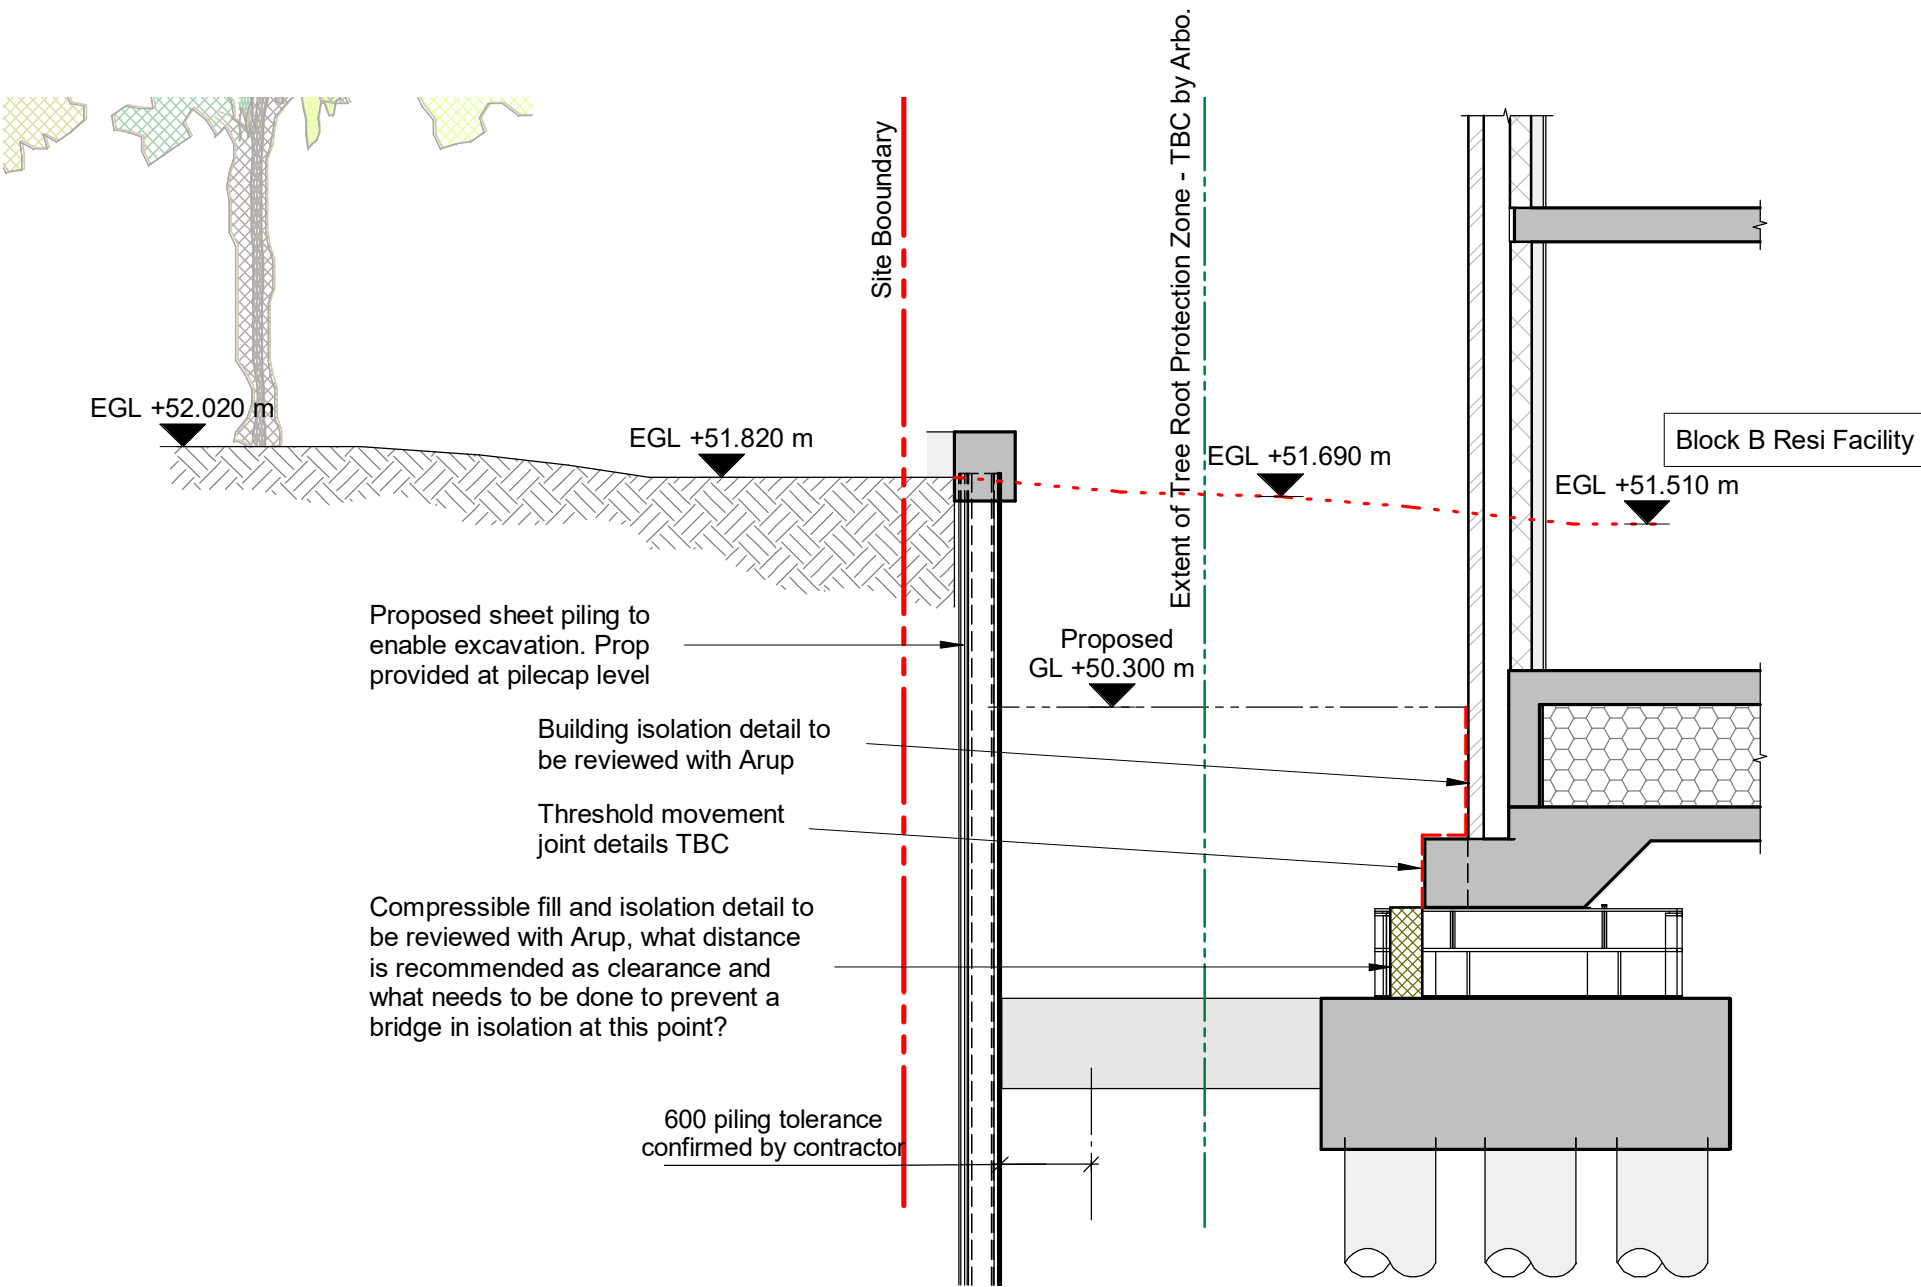 Extent of Tree Root Protection Zone - TBC by Arbo.
Site Boundary
EGL +52.020 m
EGL +51.820 m
EGL +51.690 m
Block B Resi Facility
EGL +51.510 m
Proposed sheet piling to
enable excavation. Prop
provided at pilecap level
Proposed
GL +50.300 m
Building isolation detail to
be reviewed with Arup
Threshold movement
joint details TBC
Compressible fill and isolation detail to
be reviewed with Arup, what distance
is recommended as clearance and
what needs to be done to prevent a
bridge in isolation at this point?
600 piling tolerance
confirmed by contractor